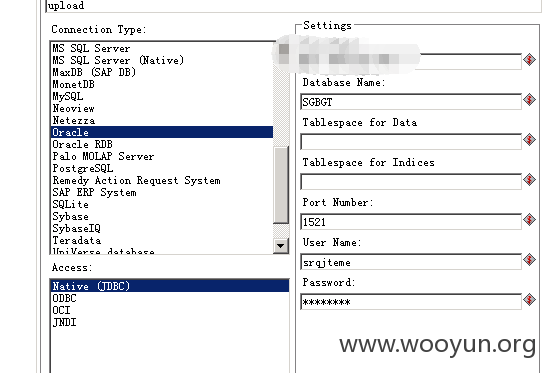 upload
Connection Type:
MS SQL Server
MS SQL Server (Native)
MaxDB (SAP DB)
MonetDB
MySQL
Neoview
Netezza
Oracle
Oracle RDB
Palo MOLAP Server
PostgreSQL
Remedy Action Request System
SAP ERP System
SQLite
Sybase
SybaseIQ
Teradata
UniVerse database
Access:
Native (JDBC)
ODBC
OCI
JNDI
Settings
Database Name:
SGBGT
Tablespace for Data
Tablespace for Indices
Port Number:
1521
User Name:
srqjteme
Password:
********
www.wooyun.org